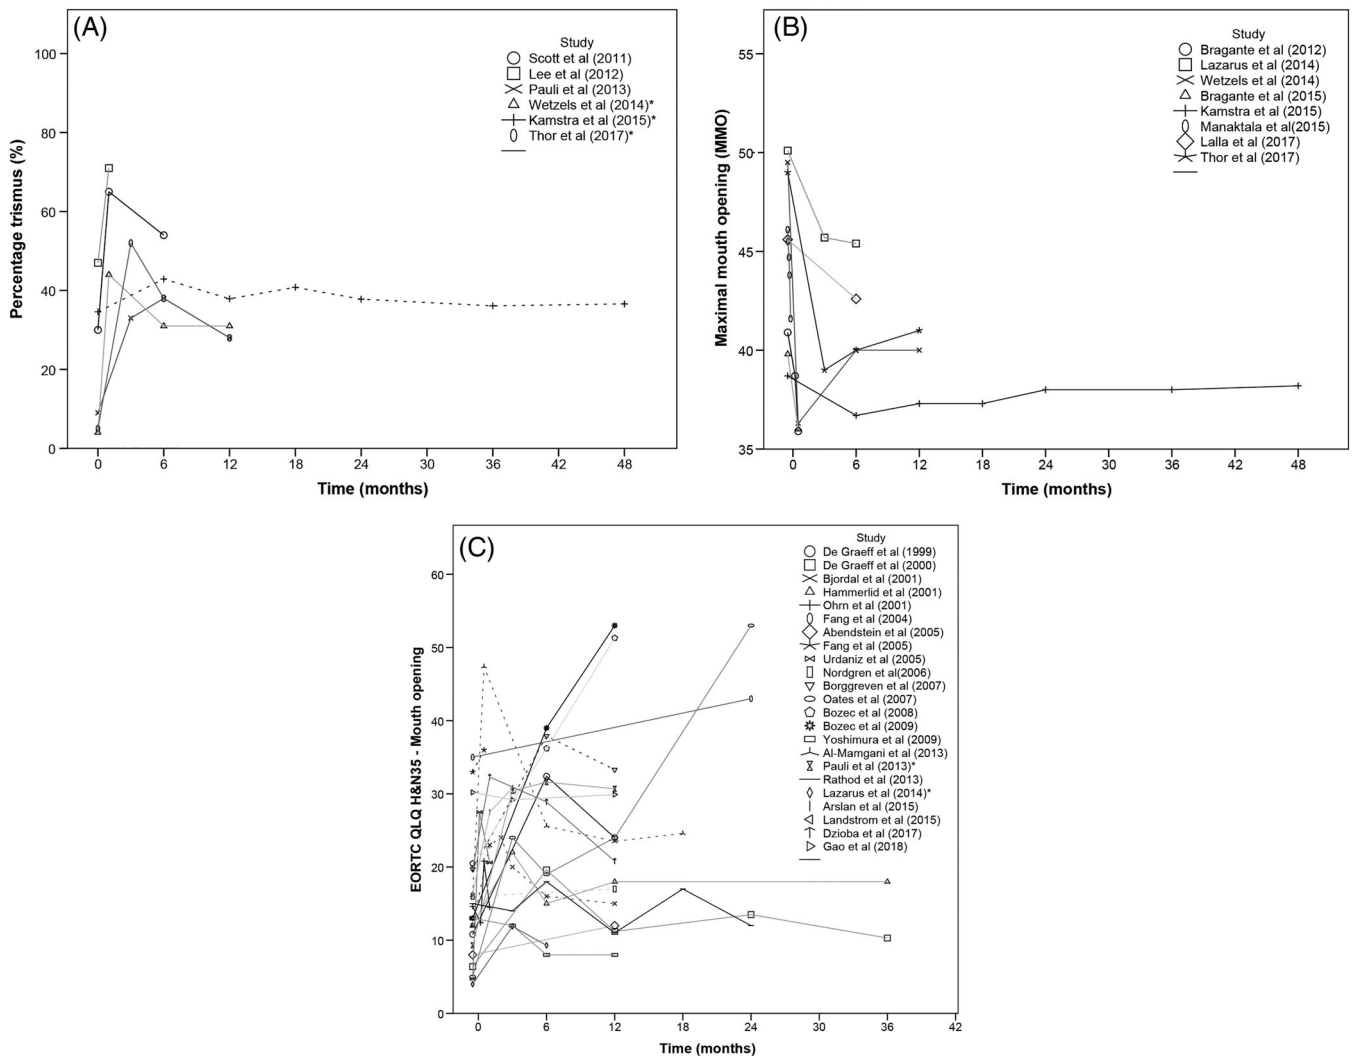 (A)
Study
Scott et al (2011)
Lee et al (2012)
Pauli et al (2013)
Wetzels et al (2014)*
Kamstra et al (2015)*
Thor et al (2017)*
Percentage trismus (%)
100
80
60
40
20
0
0 6 12 18 24 30 36 42 48
Time (months)
(B)
Study
Bragante et al (2012)
Lazarus et al (2014)
Wetzels et al (2014)
Bragante et al (2015)
Kamstra et al (2015)
Manaktala et al(2015)
Lalla et al (2017)
Thor et al (2017)
Maximal mouth opening (MMO)
55
50
45
40
35
0 6 12 18 24 30 36 42 48
Time (months)
(C)
Study
De Graeff et al (1999)
De Graeff et al (2000)
Bjordal et al (2001)
Hammerlid et al (2001)
Ohrn et al (2001)
Fang et al (2004)
Abendstein et al (2005)
Fang et al (2005)
Urdaniz et al (2005)
Nordgren et al(2006)
Borggreven et al (2007)
Oates et al (2007)
Bozec et al (2008)
Bozec et al (2009)
Yoshimura et al (2009)
Al-Mamgani et al (2013)
Pauli et al (2013)*
Rathod et al (2013)
Lazarus et al (2014)*
Arslan et al (2015)
Landstrom et al (2015)
Dzioba et al (2017)
Gao et al (2018)
EORTC QLQ H&N35 - Mouth opening
60
50
40
30
20
10
0
0 6 12 18 24 30 36 42
Time (months)